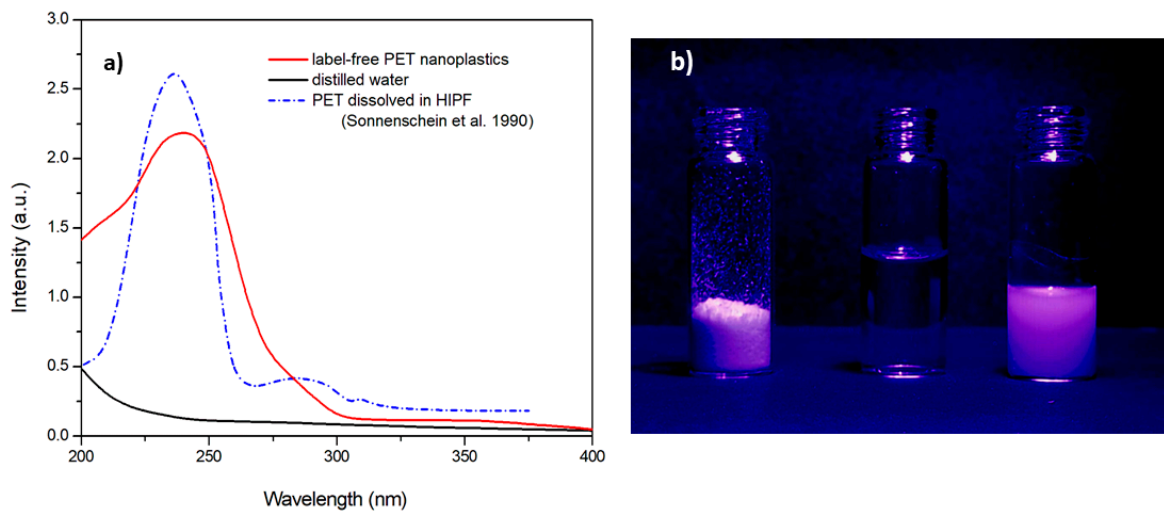 a)
label-free PET nanoplastics
distilled water
PET dissolved in HIPF
(Sonnenschein et al. 1990)
Intensity (a.u.)
3.0
2.5
2.0
1.5
1.0
0.5
0.0
200
250
300
350
400
Wavelength (nm)
b)